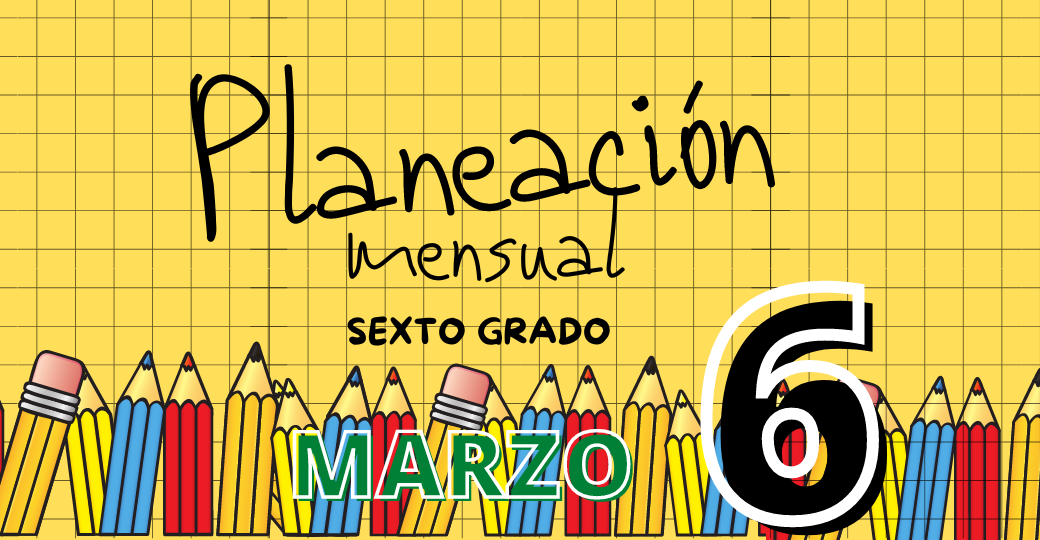 Planeación
mensual
SEXTO GRADO
MARZO
6